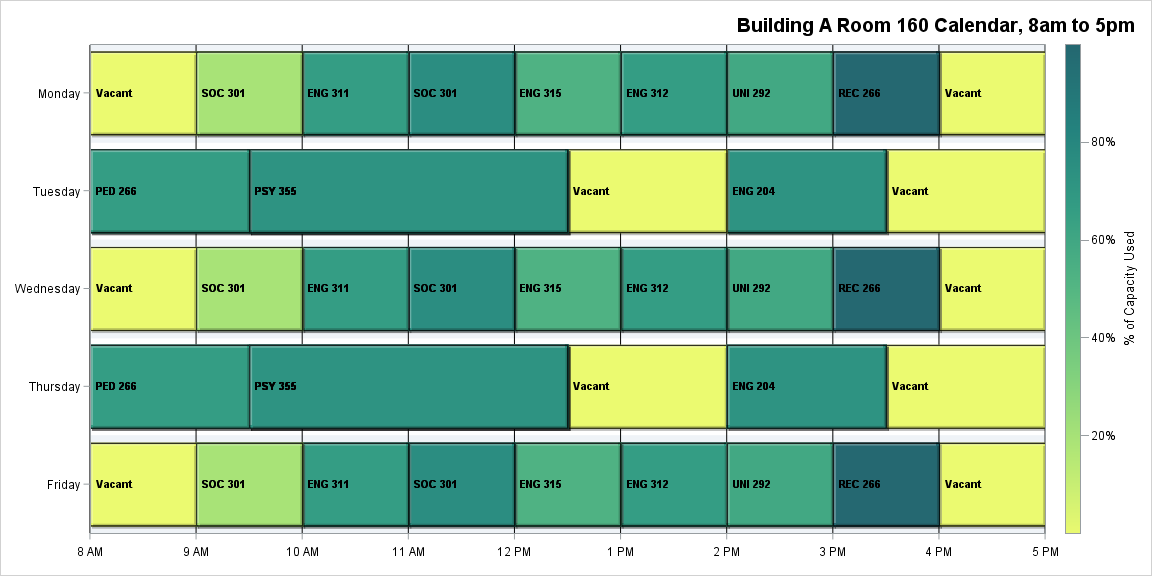 Building A Room 160 Calendar, 8am to 5pm
Monday
Vacant
SOC 301
ENG 311
SOC 301
ENG 315
ENG 312
UNI 292
REC 266
Vacant
Tuesday
PED 266
PSY 355
Vacant
ENG 204
Vacant
Wednesday
Vacant
SOC 301
ENG 311
SOC 301
ENG 315
ENG 312
UNI 292
REC 266
Vacant
Thursday
PED 266
PSY 355
Vacant
ENG 204
Vacant
Friday
Vacant
SOC 301
ENG 311
SOC 301
ENG 315
ENG 312
UNI 292
REC 266
Vacant
8 AM
9 AM
10 AM
11 AM
12 PM
1 PM
2 PM
3 PM
4 PM
5 PM
80%
60%
40%
20%
% of Capacity Used